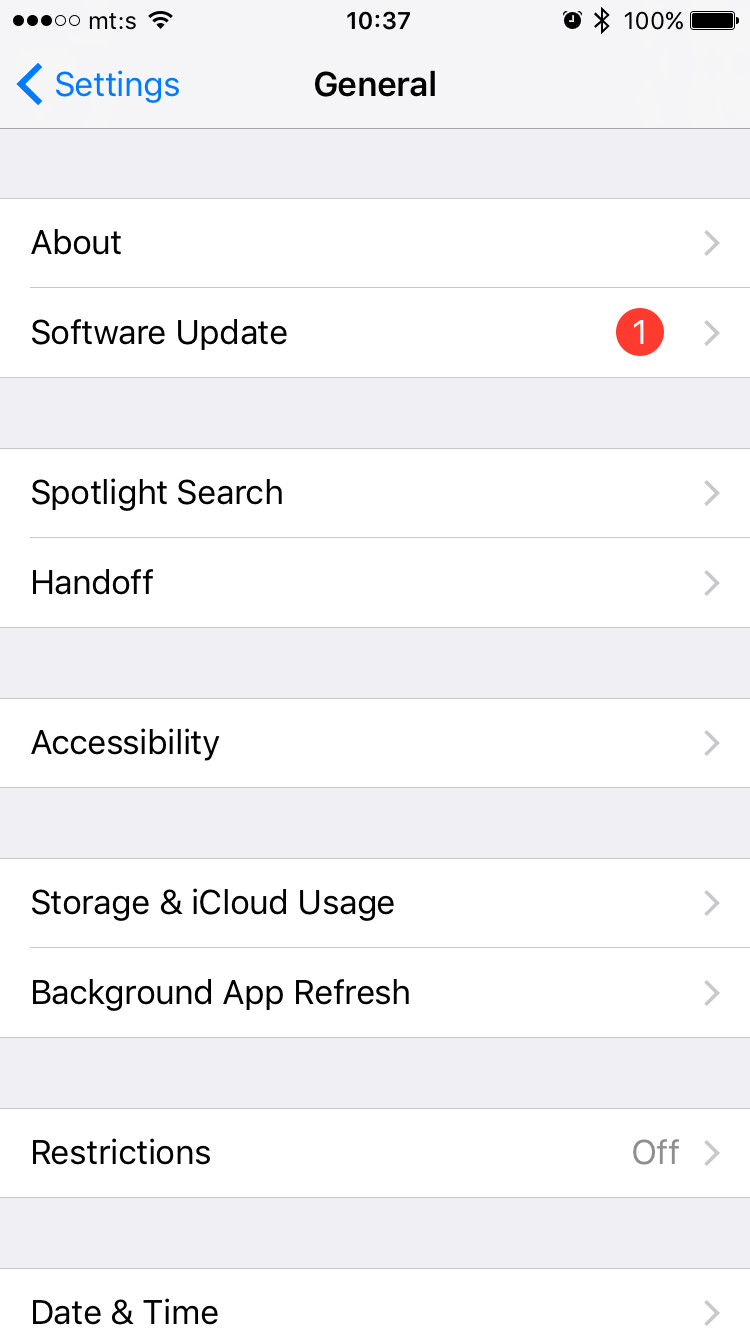 mt:s 10:37 100%
Settings General
About
Software Update 1
Spotlight Search
Handoff
Accessibility
Storage & iCloud Usage
Background App Refresh
Restrictions Off
Date & Time